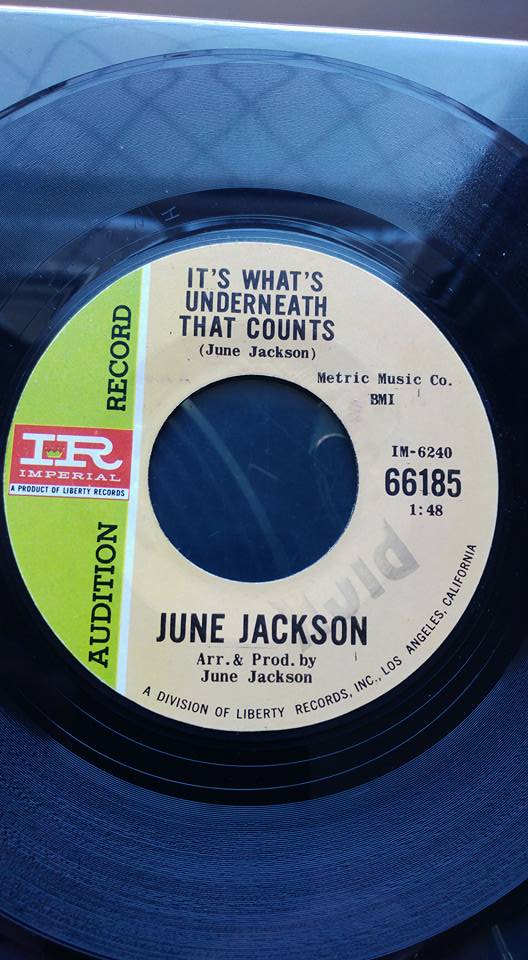 IT'S WHAT'S
UNDERNEATH
THAT COUNTS
(June Jackson)
Metric Music Co.
BMI
IM-6240
66185
1:48
AUDITION RECORD
IR
IMPERIAL
A PRODUCT OF LIBERTY RECORDS
JUNE JACKSON
Arr. & Prod. by
June Jackson
A DIVISION OF LIBERTY RECORDS, INC., LOS ANGELES, CALIFORNIA